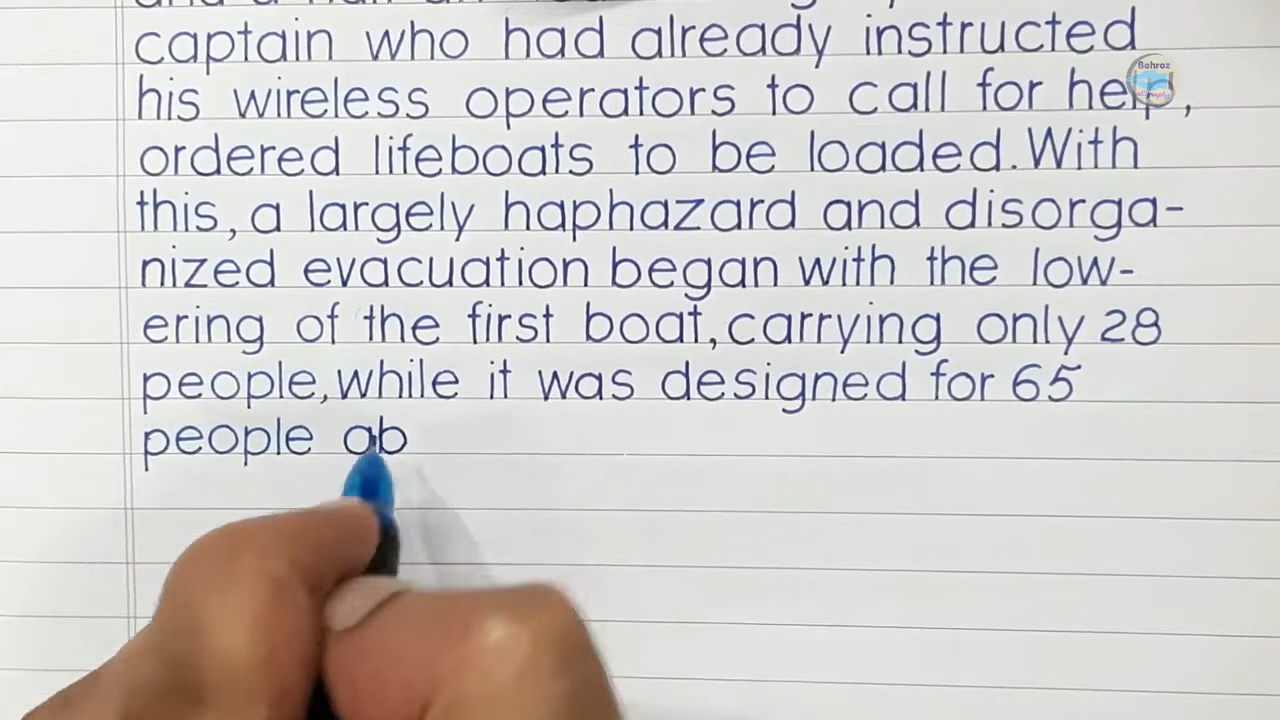 captain who had already instructed
his wireless operators to call for help,
ordered lifeboats to be loaded. With
this, a largely haphazard and disorga-
nized evacuation began with the low-
ering of the first boat, carrying only 28
people, while it was designed for 65
people ab
Bahroz